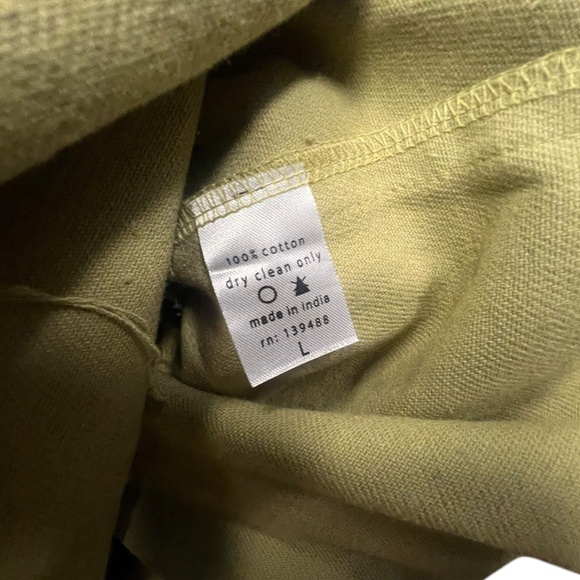 100% cotton
dry clean only
made in india
rn: 139488
L